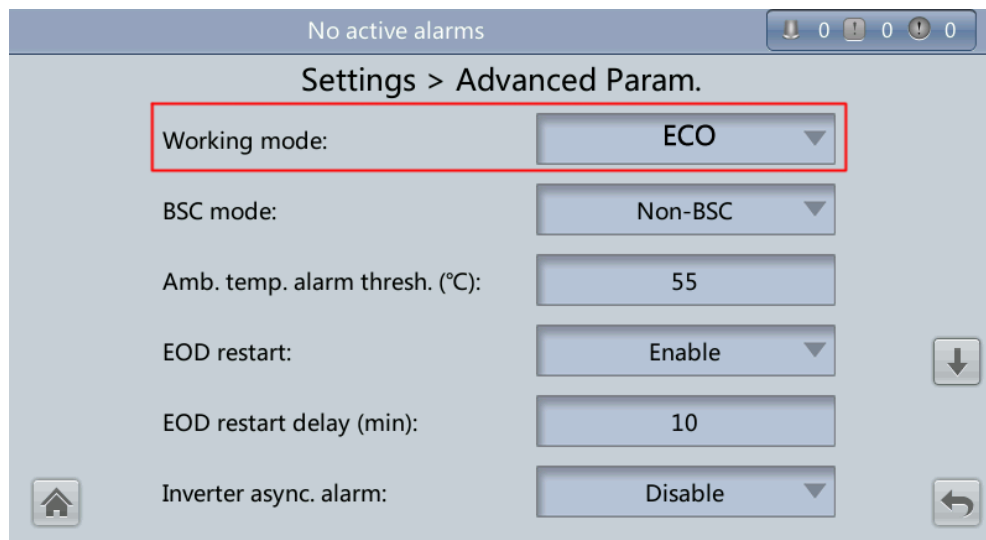 No active alarms 0 0 0
Settings > Advanced Param.
Working mode: ECO
BSC mode: Non-BSC
Amb. temp. alarm thresh. (℃): 55
EOD restart: Enable
EOD restart delay (min): 10
Inverter async. alarm: Disable